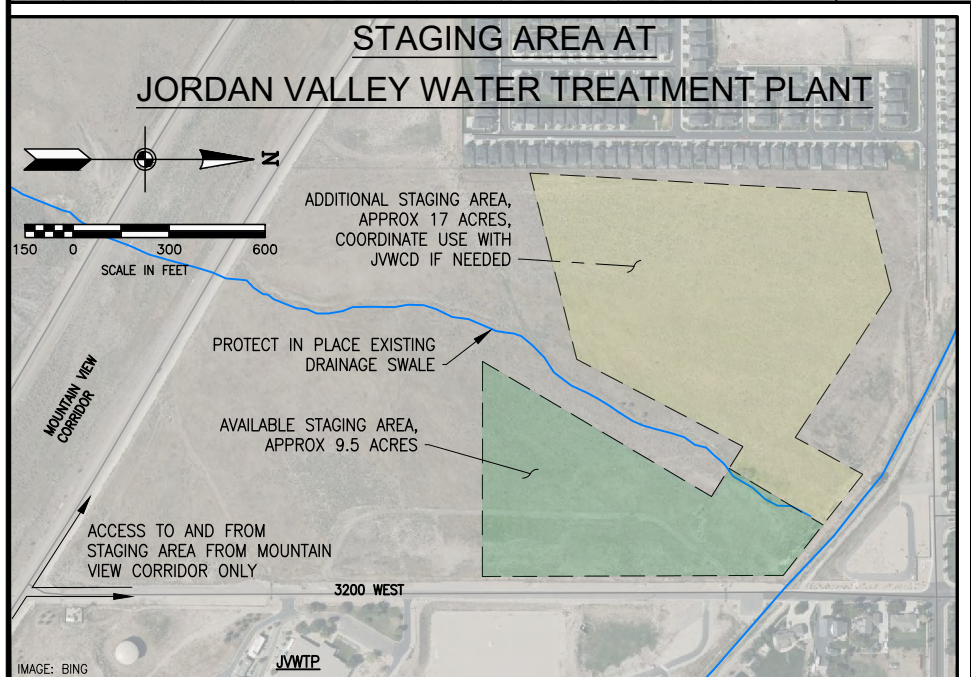 STAGING AREA AT
JORDAN VALLEY WATER TREATMENT PLANT
N
150 0 300 600
SCALE IN FEET
ADDITIONAL STAGING AREA,
APPROX 17 ACRES,
COORDINATE USE WITH
JVWCD IF NEEDED
PROTECT IN PLACE EXISTING
DRAINAGE SWALE
MOUNTAIN VIEW
CORRIDOR
AVAILABLE STAGING AREA,
APPROX 9.5 ACRES
ACCESS TO AND FROM
STAGING AREA FROM MOUNTAIN
VIEW CORRIDOR ONLY
3200 WEST
JVWTP
IMAGE: BING